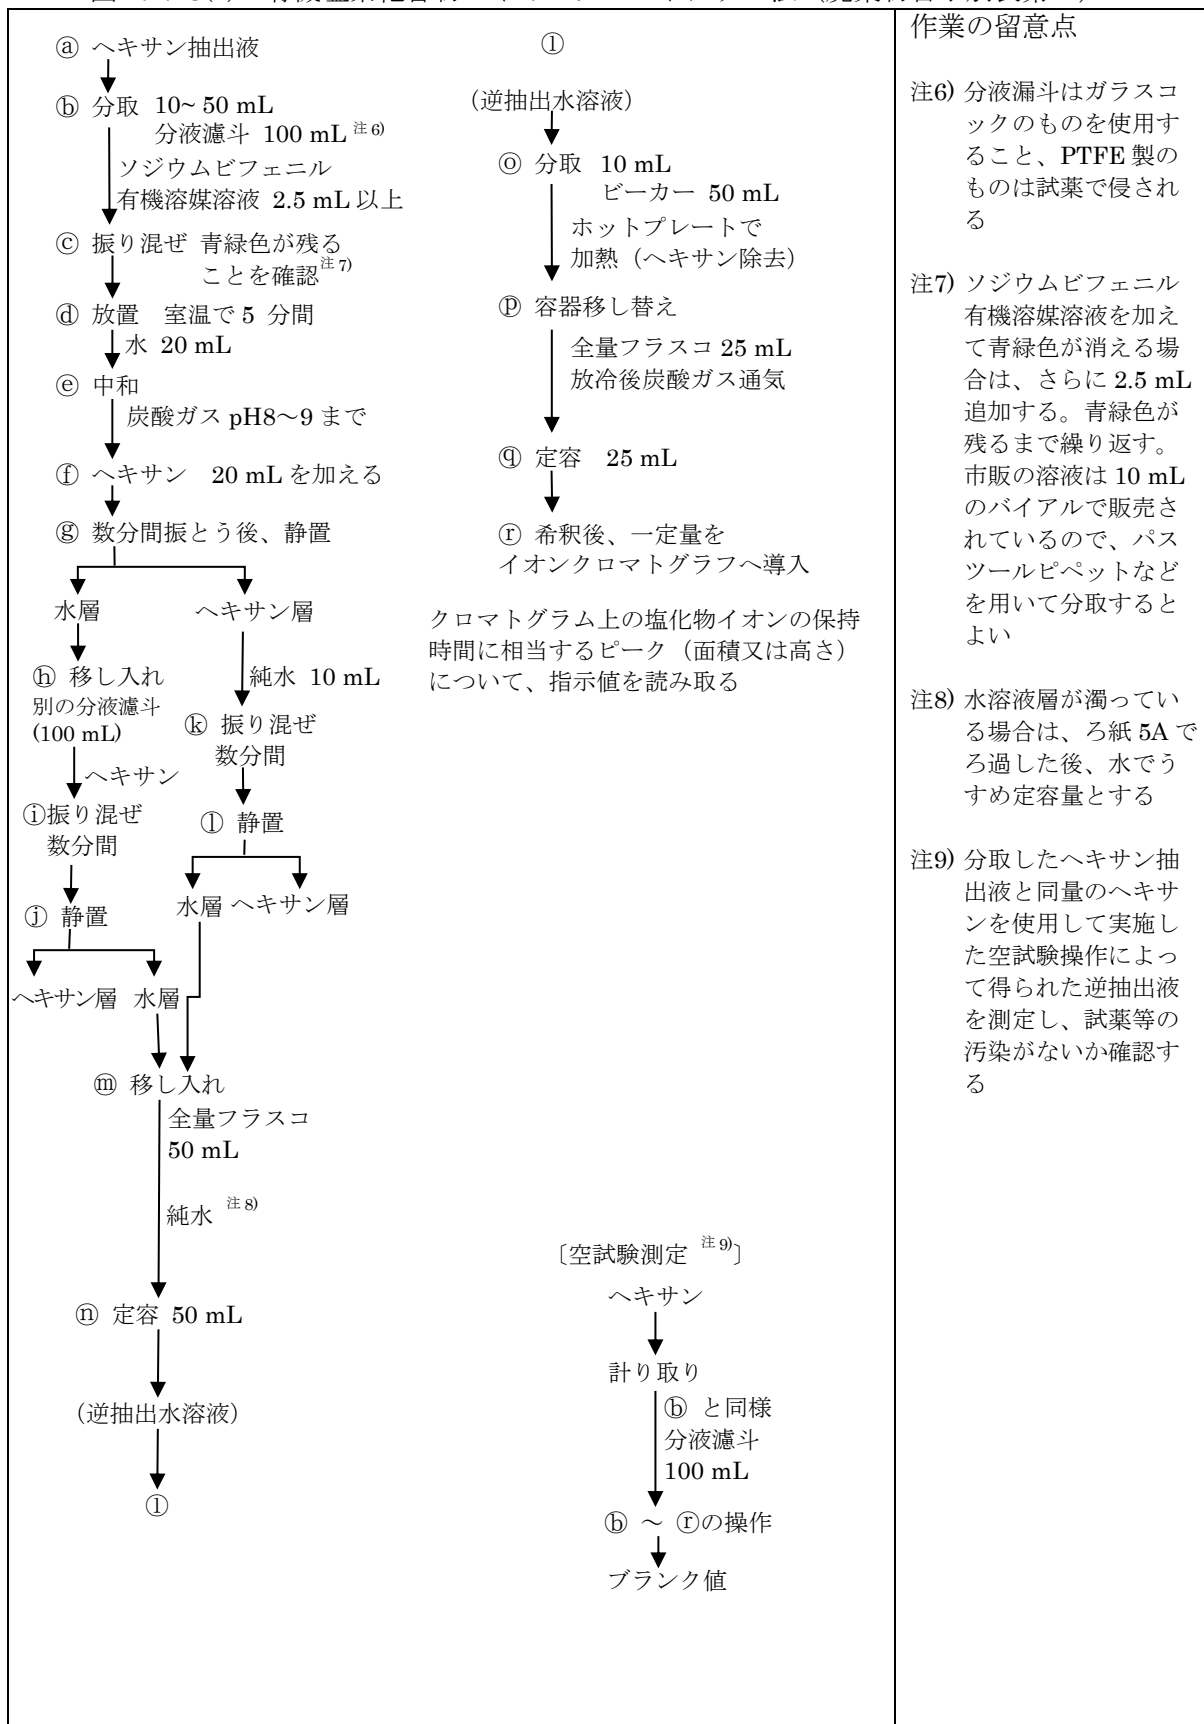 作業の留意点
ⓐ ヘキサン抽出液
ⓑ 分取 10~ 50 mL
分液濾斗 100 mL 注6)
ソジウムビフェニル
有機溶媒溶液 2.5 mL 以上
ⓒ 振り混ぜ 青緑色が残る
ことを確認注7)
ⓓ 放置 室温で 5 分間
水 20 mL
ⓔ 中和
炭酸ガス pH8～9 まで
ⓕ ヘキサン 20 mL を加える
ⓖ 数分間振とう後、静置
水層
ヘキサン層
ⓗ 移し入れ
別の分液濾斗
(100 mL)
ヘキサン
ⓘ振り混ぜ
数分間
ⓙ 静置
ヘキサン層 水層
純水 10 mL
ⓚ 振り混ぜ
数分間
ⓛ 静置
水層 ヘキサン層
ⓜ 移し入れ
全量フラスコ
50 mL
純水 注8)
ⓝ 定容 50 mL
（逆抽出水溶液）
①
①
（逆抽出水溶液）
ⓞ 分取 10 mL
ビーカー 50 mL
ホットプレートで
加熱（ヘキサン除去）
ⓟ 容器移し替え
全量フラスコ 25 mL
放冷後炭酸ガス通気
ⓠ 定容 25 mL
ⓡ 希釈後、一定量を
イオンクロマトグラフへ導入
クロマトグラム上の塩化物イオンの保持
時間に相当するピーク（面積又は高さ）
について、指示値を読み取る
〔空試験測定 注9)〕
ヘキサン
計り取り
ⓑ と同様
分液濾斗
100 mL
ⓑ ～ ⓡの操作
ブランク値
注6) 分液漏斗はガラスコ
ックのものを使用す
ること、PTFE 製の
ものは試薬で侵され
る
注7) ソジウムビフェニル
有機溶媒溶液を加え
て青緑色が消える場
合は、さらに 2.5 mL
追加する。青緑色が
残るまで繰り返す。
市販の溶液は 10 mL
のバイアルで販売さ
れているので、パス
ツールピペットなど
を用いて分取すると
よい
注8) 水溶液層が濁ってい
る場合は、ろ紙 5A で
ろ過した後、水でう
すめ定容量とする
注9) 分取したヘキサン抽
出液と同量のヘキサ
ンを使用して実施し
た空試験操作によっ
て得られた逆抽出液
を測定し、試薬等の
汚染がないか確認す
る